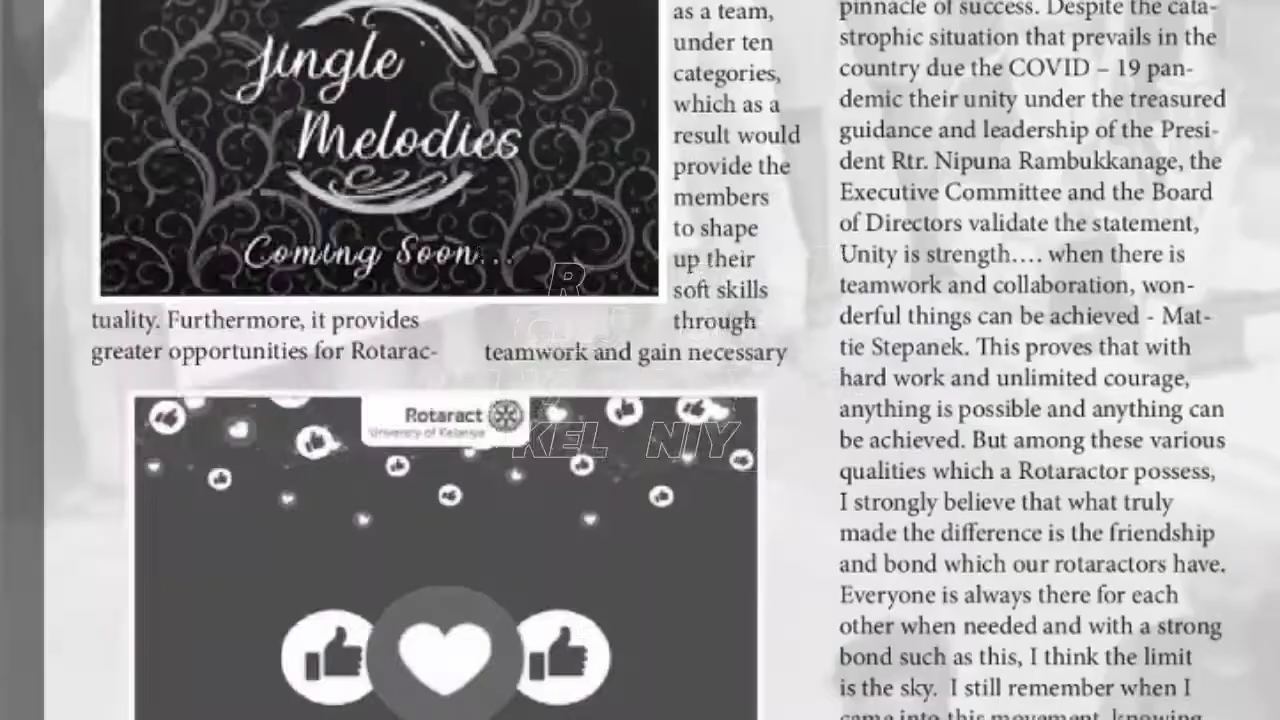 Jingle
Melodies
Coming Soon...
as a team,
under ten
categories,
which as a
result would
provide the
members
to shape
up their
soft skills
through
tuality. Furthermore, it provides
greater opportunities for Rotarac-
teamwork and gain necessary
Rotaract
University of Kelaniya
R
KEL NIY
pinnacle of success. Despite the cata-
strophic situation that prevails in the
country due the COVID – 19 pan-
demic their unity under the treasured
guidance and leadership of the Presi-
dent Rtr. Nipuna Rambukkanage, the
Executive Committee and the Board
of Directors validate the statement,
Unity is strength…. when there is
teamwork and collaboration, won-
derful things can be achieved - Mat-
tie Stepanek. This proves that with
hard work and unlimited courage,
anything is possible and anything can
be achieved. But among these various
qualities which a Rotaractor possess,
I strongly believe that what truly
made the difference is the friendship
and bond which our rotaractors have.
Everyone is always there for each
other when needed and with a strong
bond such as this, I think the limit
is the sky. I still remember when I
came into this movement, knowing